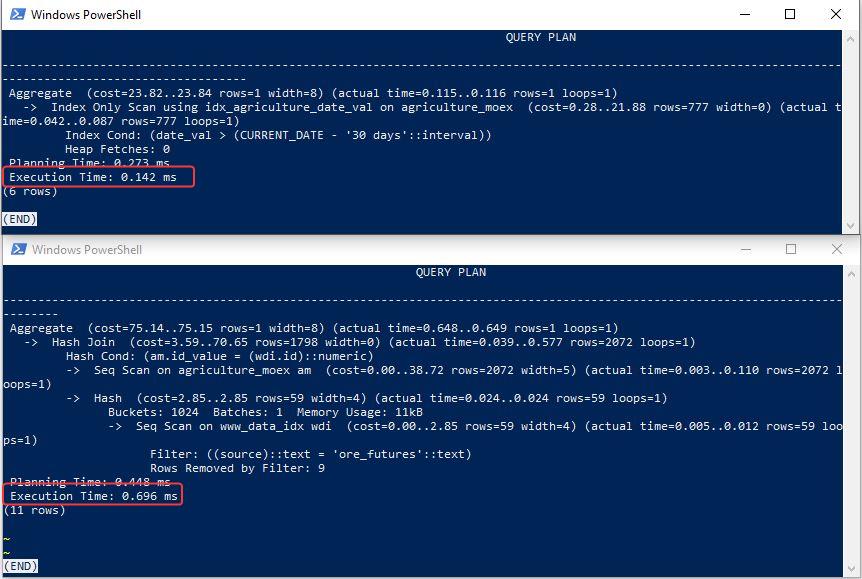 Windows PowerShell
QUERY PLAN
--------------------------------------------------------------------------------------------------------------------------
-----------------------------------
Aggregate  (cost=23.82..23.84 rows=1 width=8) (actual time=0.115..0.116 rows=1 loops=1)
  ->  Index Only Scan using idx_agriculture_date_val on agriculture_moex  (cost=0.28..21.88 rows=777 width=0) (actual t
ime=0.042..0.087 rows=777 loops=1)
        Index Cond: (date_val > (CURRENT_DATE - '30 days'::interval))
        Heap Fetches: 0
Planning Time: 0.273 ms
Execution Time: 0.142 ms
(6 rows)
(END)
Windows PowerShell
QUERY PLAN
--------------------------------------------------------------------------------------------------------------------------
--------
Aggregate  (cost=75.14..75.15 rows=1 width=8) (actual time=0.648..0.649 rows=1 loops=1)
  ->  Hash Join  (cost=3.59..70.65 rows=1798 width=0) (actual time=0.039..0.577 rows=2072 loops=1)
        Hash Cond: (am.id_value = (wdi.id)::numeric)
        ->  Seq Scan on agriculture_moex am  (cost=0.00..38.72 rows=2072 width=5) (actual time=0.003..0.110 rows=2072 l
oops=1)
        ->  Hash  (cost=2.85..2.85 rows=59 width=4) (actual time=0.024..0.024 rows=59 loops=1)
              Buckets: 1024  Batches: 1  Memory Usage: 11kB
              ->  Seq Scan on www_data_idx wdi  (cost=0.00..2.85 rows=59 width=4) (actual time=0.005..0.012 rows=59 loo
ps=1)
                    Filter: ((source)::text = 'ore_futures'::text)
                    Rows Removed by Filter: 9
Planning Time: 0.448 ms
Execution Time: 0.696 ms
(11 rows)
~
~
(END)